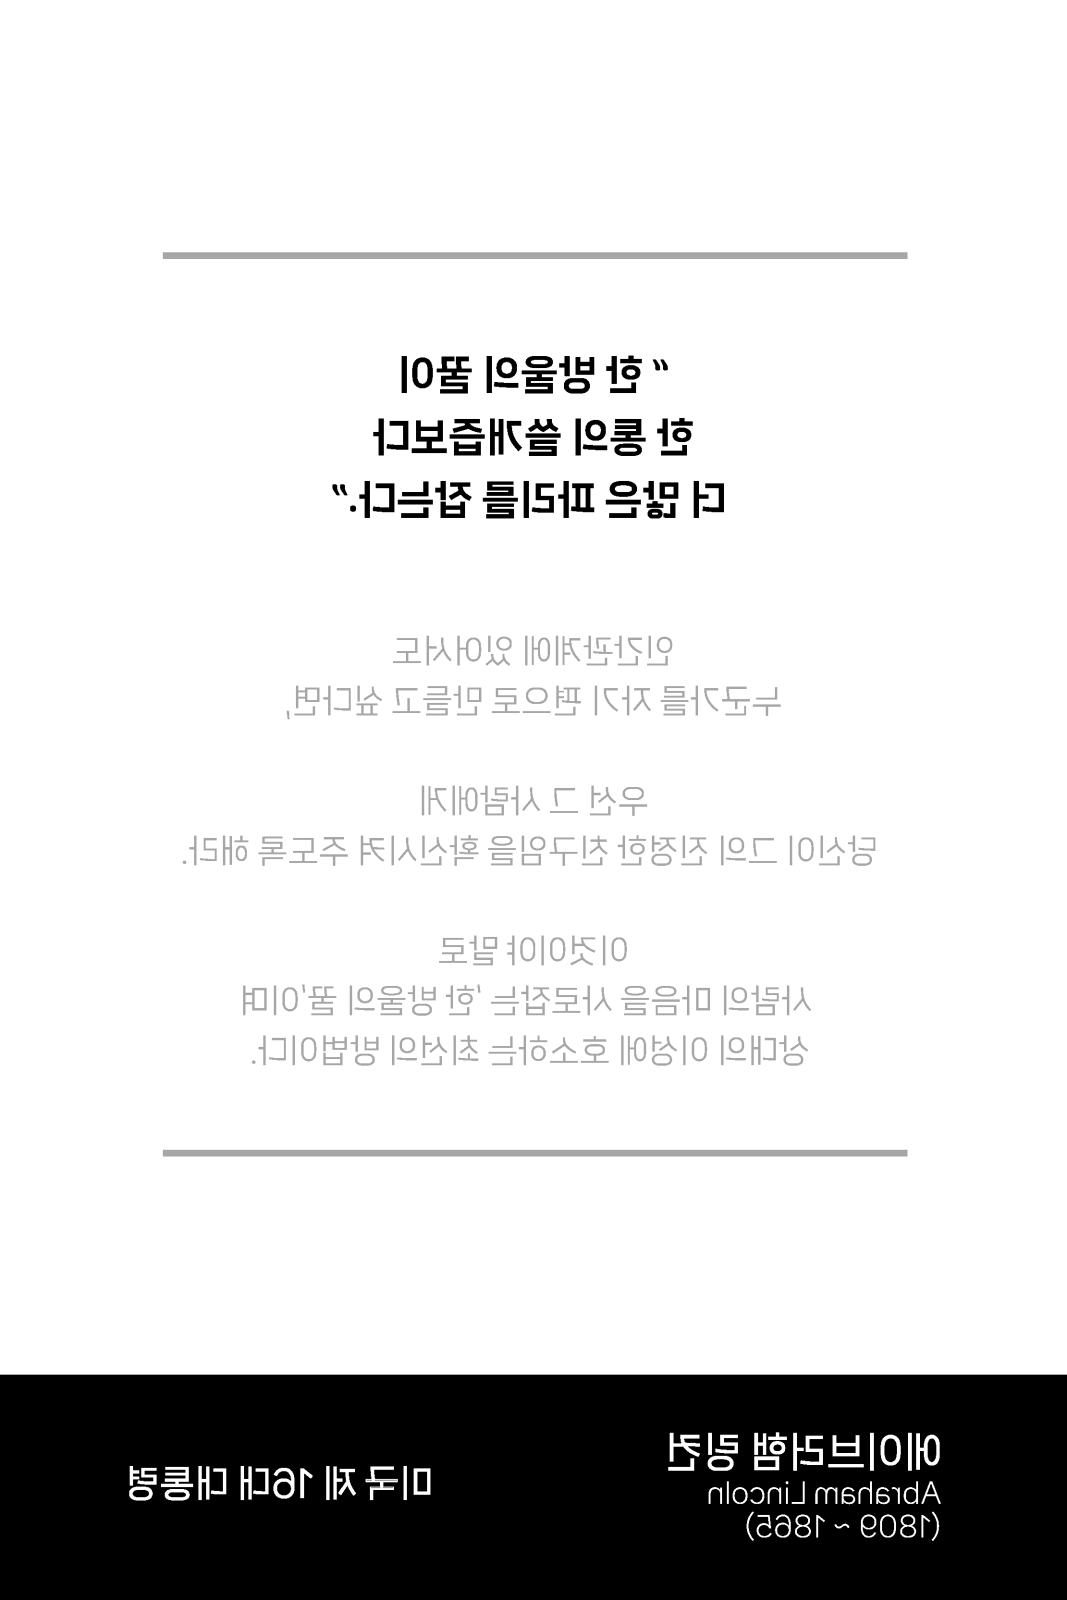 “ 한 방울의 꿀이
한 통의 쓸개즙보다
더 많은 파리를 잡는다.”
인간관계에 있어서도
누군가를 자기 편으로 만들고 싶다면,
우선 그 사람에게
당신이 그의 진정한 친구임을 확신시켜 주도록 해라.
이것이야 말로
사람의 마음을 사로잡는 ‘한 방울의 꿀’이며
상대의 이성에 호소하는 최선의 방법이다.
에이브러햄 링컨
Abraham Lincoln
(1809 ~ 1865)
미국 제 16대 대통령